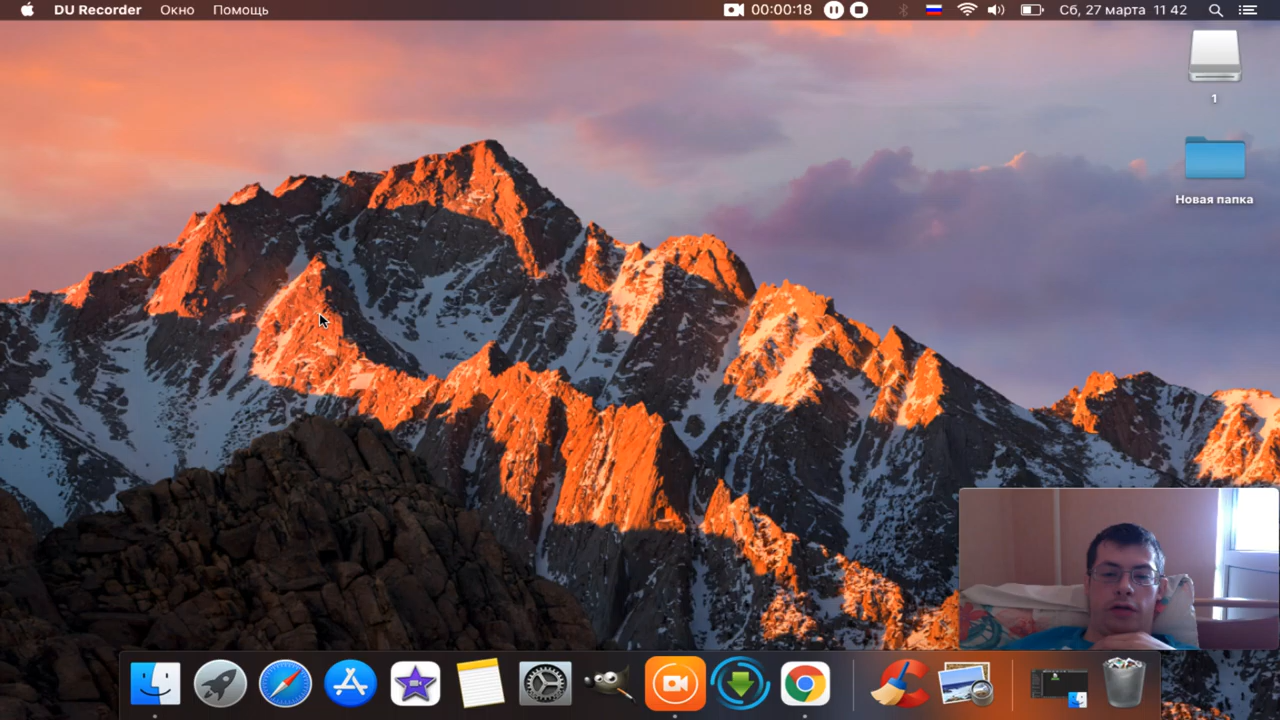 DU Recorder Окно Помощь 00:00:18 Сб, 27 марта 11 42
1
Новая папка